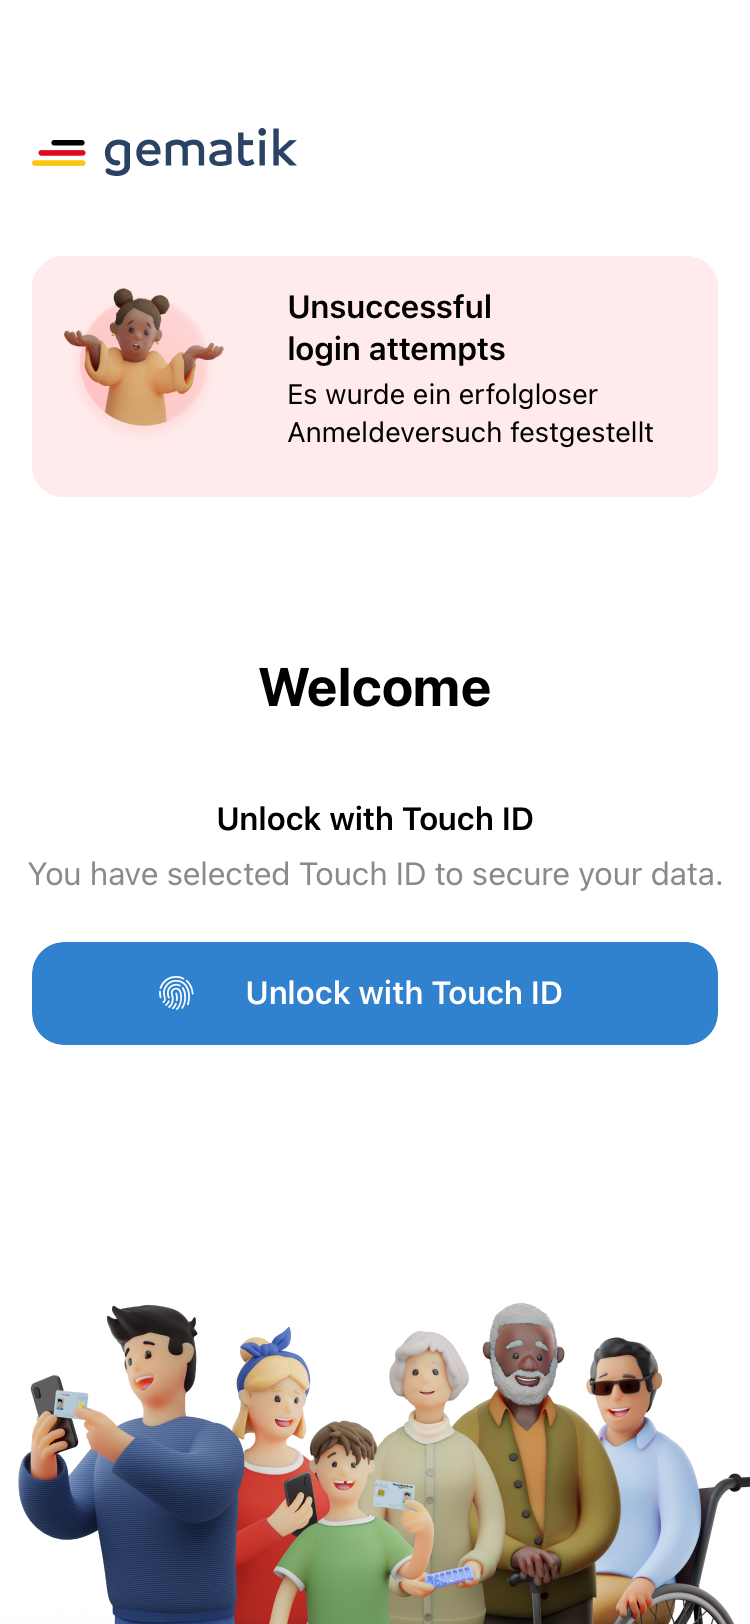 gematik
Unsuccessful
login attempts
Es wurde ein erfolgloser
Anmeldeversuch festgestellt
Welcome
Unlock with Touch ID
You have selected Touch ID to secure your data.
Unlock with Touch ID